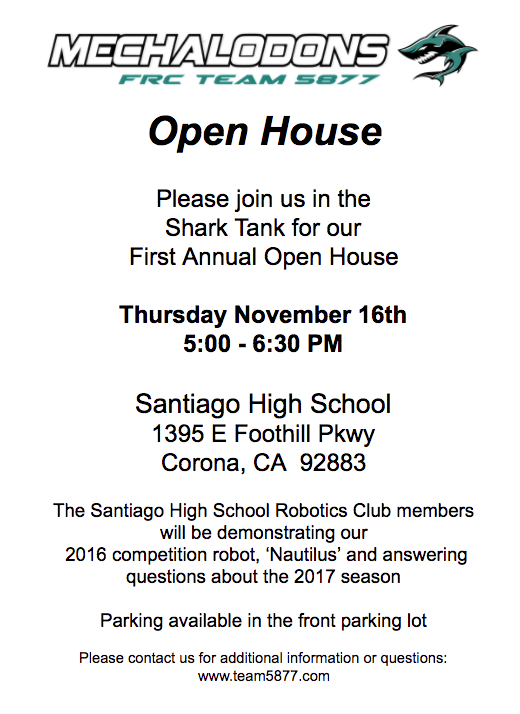 MECHALODONS
FRC TEAM 5877
Open House
Please join us in the
Shark Tank for our
First Annual Open House
Thursday November 16th
5:00 - 6:30 PM
Santiago High School
1395 E Foothill Pkwy
Corona, CA  92883
The Santiago High School Robotics Club members
will be demonstrating our
2016 competition robot, ‘Nautilus’ and answering
questions about the 2017 season
Parking available in the front parking lot
Please contact us for additional information or questions:
www.team5877.com